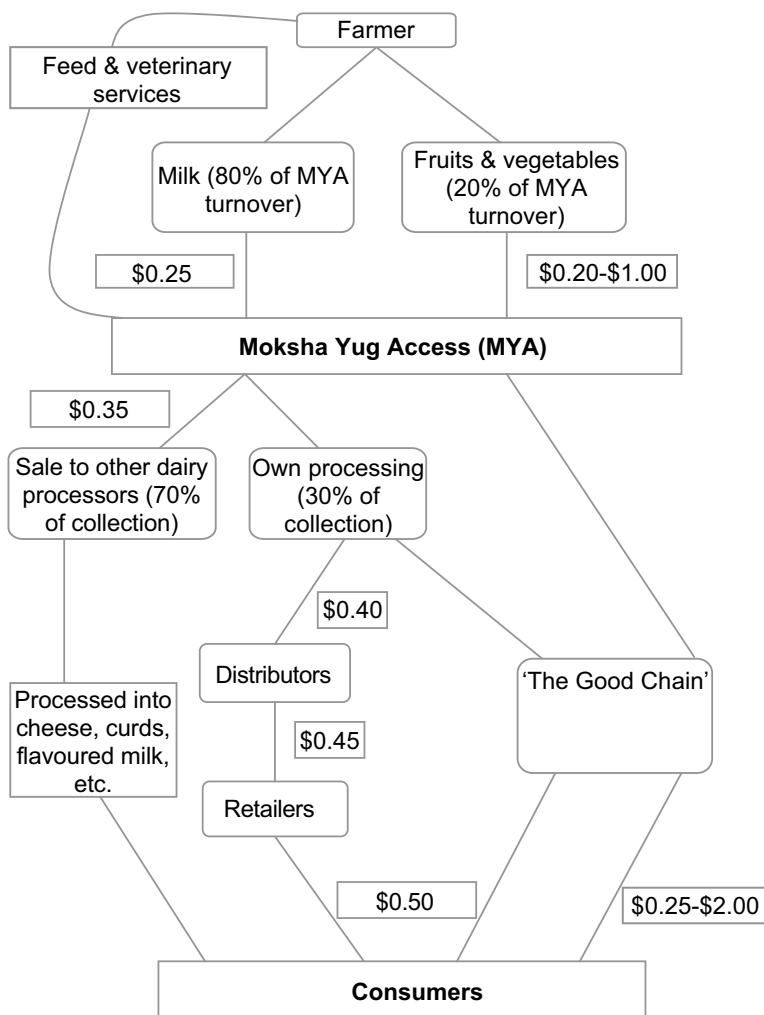 Farmer
Feed & veterinary
services
Milk (80% of MYA
turnover)
Fruits & vegetables
(20% of MYA
turnover)
$0.25
$0.20-$1.00
Moksha Yug Access (MYA)
$0.35
Sale to other dairy
processors (70%
of collection)
Own processing
(30% of
collection)
$0.40
Distributors
‘The Good Chain’
Processed into
cheese, curds,
flavoured milk,
etc.
$0.45
Retailers
$0.50
$0.25-$2.00
Consumers